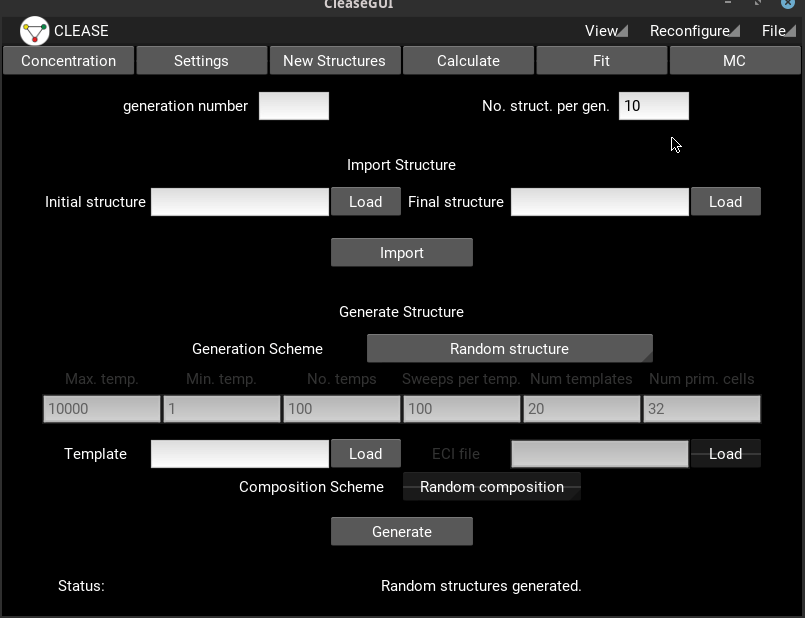 CleaseGUI
CLEASE View Reconfigure File
Concentration Settings New Structures Calculate Fit MC
generation number No. struct. per gen. 10
Import Structure
Initial structure Load Final structure Load
Import
Generate Structure
Generation Scheme Random structure
Max. temp. Min. temp. No. temps Sweeps per temp. Num templates Num prim. cells
10000 1 100 100 20 32
Template Load ECI file Load
Composition Scheme Random composition
Generate
Status: Random structures generated.